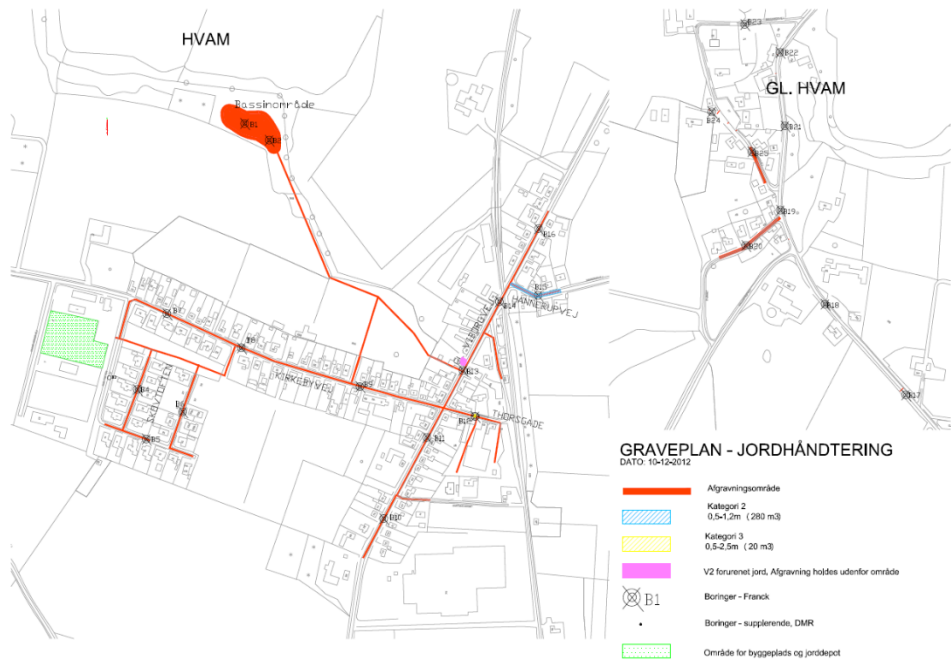 HVAM
Bassinområde
B1
B2
B16
B15
HANNERUPVEJ
B14
VIBORGVEJ
B13
B7
B8
KIRKEBYVEJ
B9
THORSGADE
B12
B4
SKELTOFTEN
B6
B5
B11
B10
B23
B22
GL. HVAM
B24
B21
B25
B19
B20
B18
B17
GRAVEPLAN - JORDHÅNDTERING
DATO: 10-12-2012
Afgravningsområde
Kategori 2
0,5-1,2m ( 280 m3)
Kategori 3
0,5-2,5m ( 20 m3)
V2 forurenet jord, Afgravning holdes udenfor område
B1
Boringer - Franck
Boringer - supplerende, DMR
Område for byggeplads og jorddepot